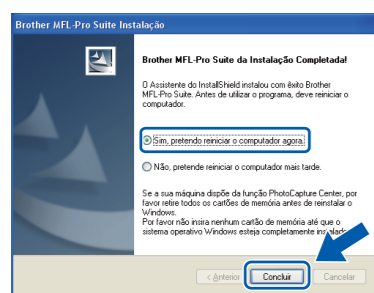 Brother MFL-Pro Suite Instalação
Brother MFL-Pro Suite da Instalação Completada!
O Assistente do InstallShield instalou com êxito Brother
MFL-Pro Suite. Antes de utilizar o programa, deve reiniciar o
computador.
Sim, pretendo reiniciar o computador agora.
Não, pretende reiniciar o computador mais tarde.
Se a sua máquina dispõe da função PhotoCapture Center, por
favor retire todos os cartões de memória antes de reinstalar o
Windows.
Por favor não insira nenhum cartão de memória até que o
sistema operativo Windows esteja completamente instalado.
< Anterior
Concluir
Cancelar